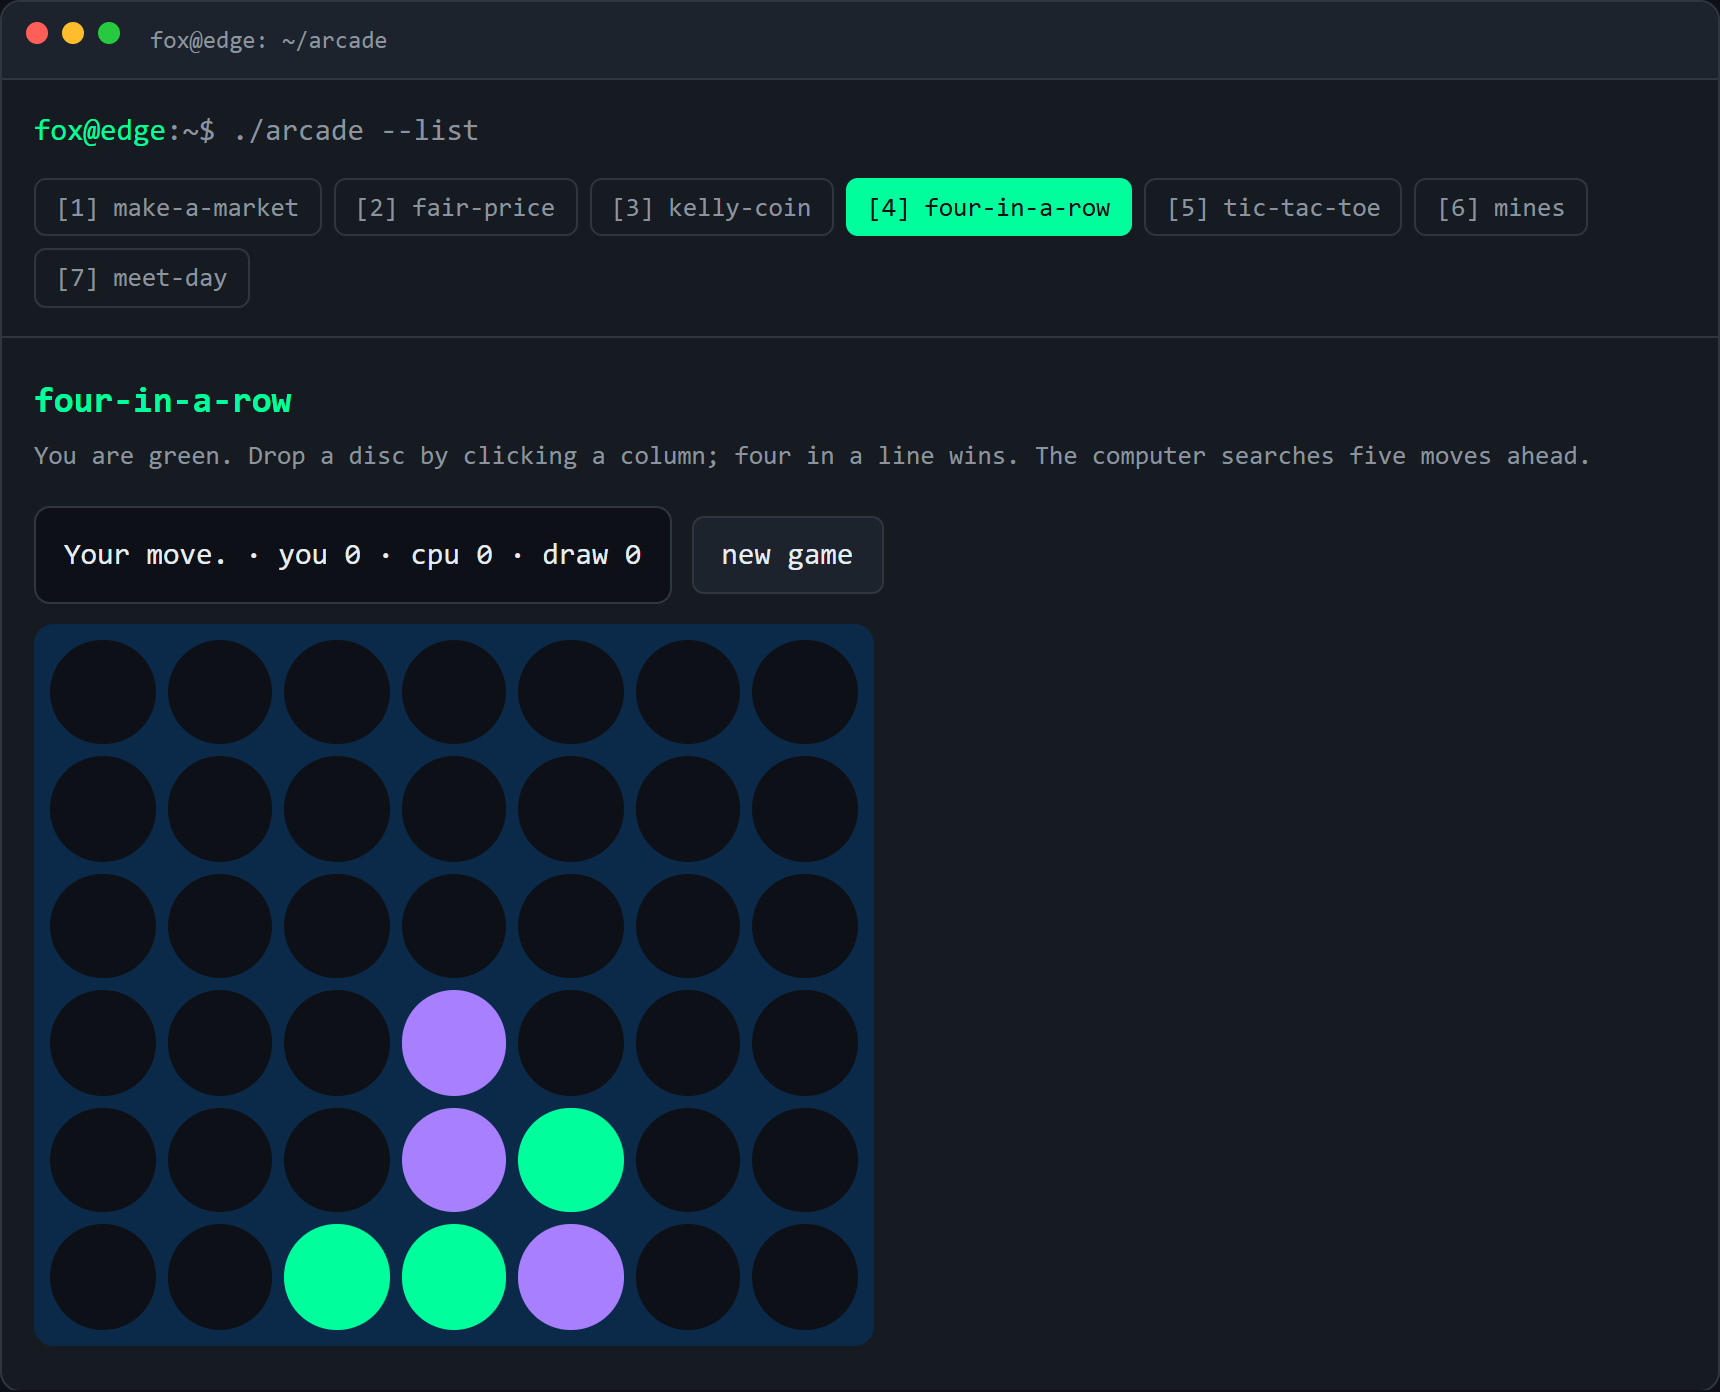 fox@edge: ~/arcade
fox@edge:~$ ./arcade --list
[1] make-a-market [2] fair-price [3] kelly-coin [4] four-in-a-row [5] tic-tac-toe [6] mines
[7] meet-day
four-in-a-row
You are green. Drop a disc by clicking a column; four in a line wins. The computer searches five moves ahead.
Your move. · you 0 · cpu 0 · draw 0 new game